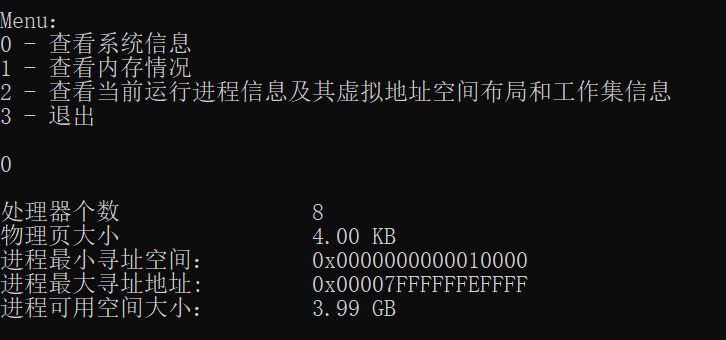 Menu:
0 - 查看系统信息
1 - 查看内存情况
2 - 查看当前运行进程信息及其虚拟地址空间布局和工作集信息
3 - 退出
0
处理器个数 8
物理页大小 4.00 KB
进程最小寻址空间: 0x0000000000010000
进程最大寻址地址: 0x00007FFFFFFEFFFF
进程可用空间大小: 3.99 GB